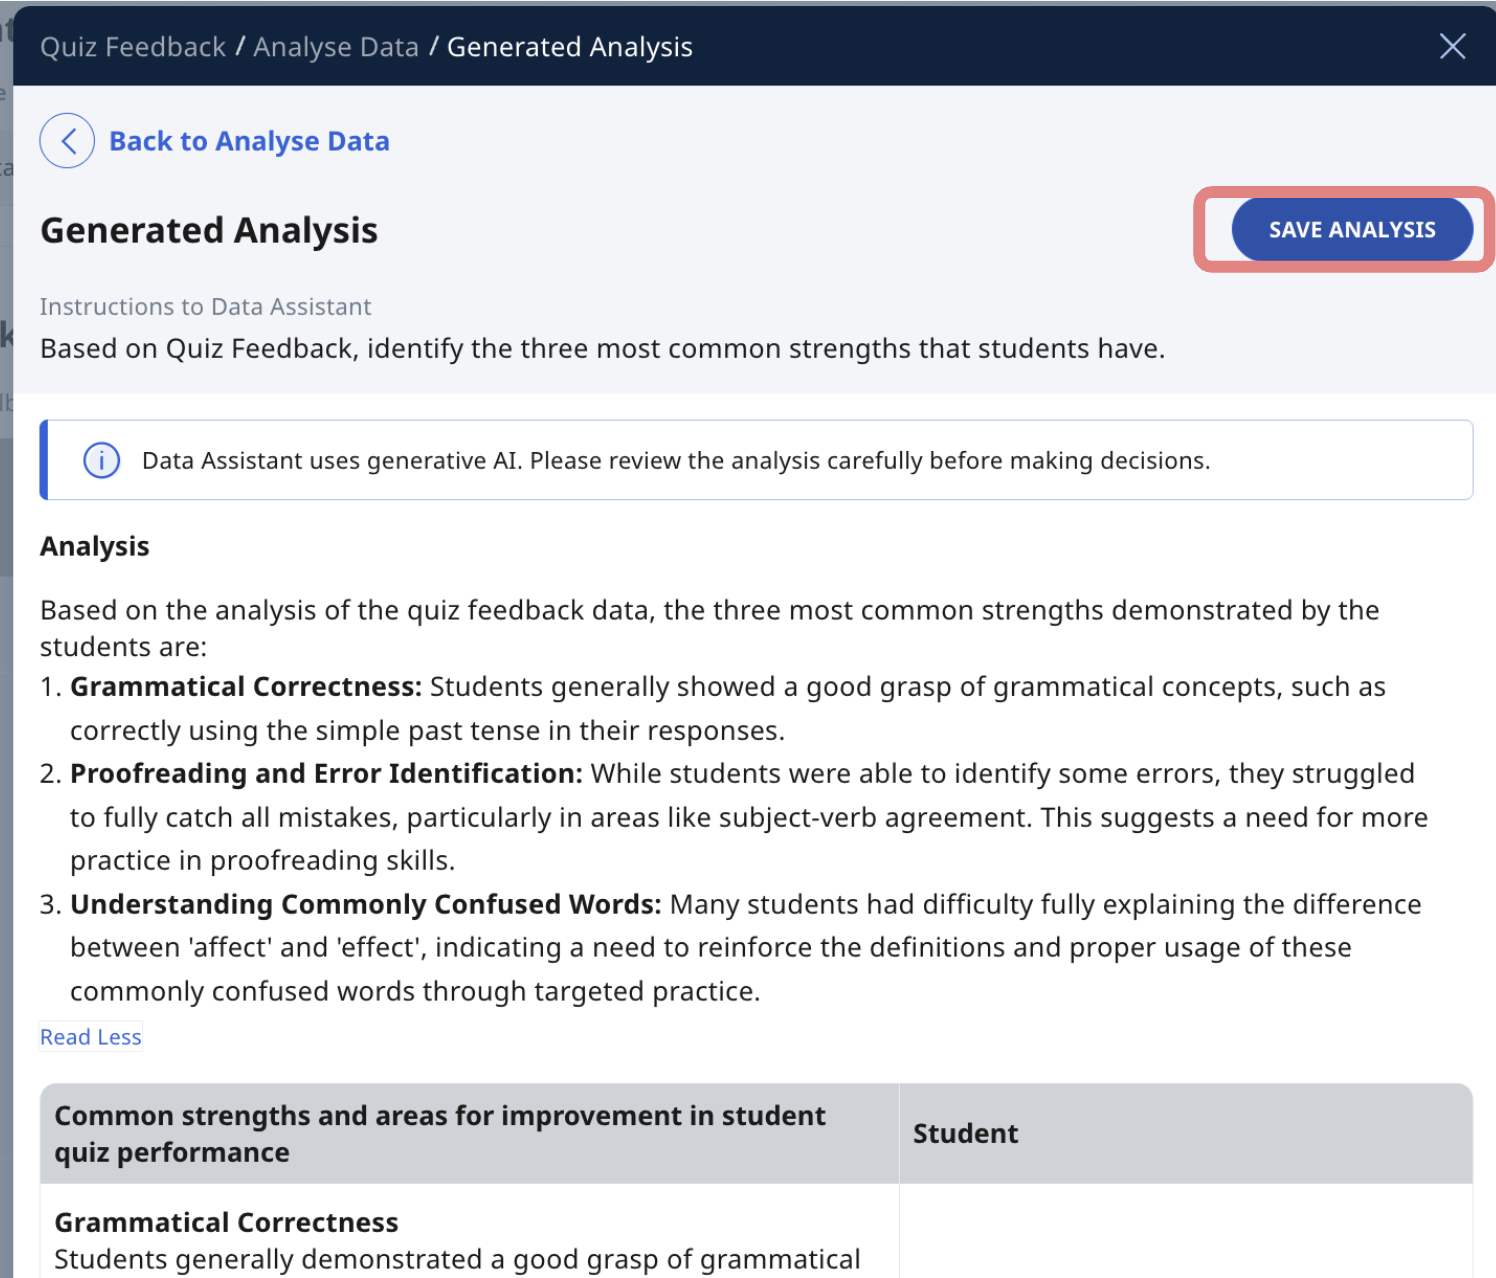 Quiz Feedback / Analyse Data / Generated Analysis
Back to Analyse Data
Generated Analysis
SAVE ANALYSIS
Instructions to Data Assistant
Based on Quiz Feedback, identify the three most common strengths that students have.
Data Assistant uses generative AI. Please review the analysis carefully before making decisions.
Analysis
Based on the analysis of the quiz feedback data, the three most common strengths demonstrated by the
students are:
1. Grammatical Correctness: Students generally showed a good grasp of grammatical concepts, such as
correctly using the simple past tense in their responses.
2. Proofreading and Error Identification: While students were able to identify some errors, they struggled
to fully catch all mistakes, particularly in areas like subject-verb agreement. This suggests a need for more
practice in proofreading skills.
3. Understanding Commonly Confused Words: Many students had difficulty fully explaining the difference
between 'affect' and 'effect', indicating a need to reinforce the definitions and proper usage of these
commonly confused words through targeted practice.
Read Less
Common strengths and areas for improvement in student
quiz performance
Student
Grammatical Correctness
Students generally demonstrated a good grasp of grammatical